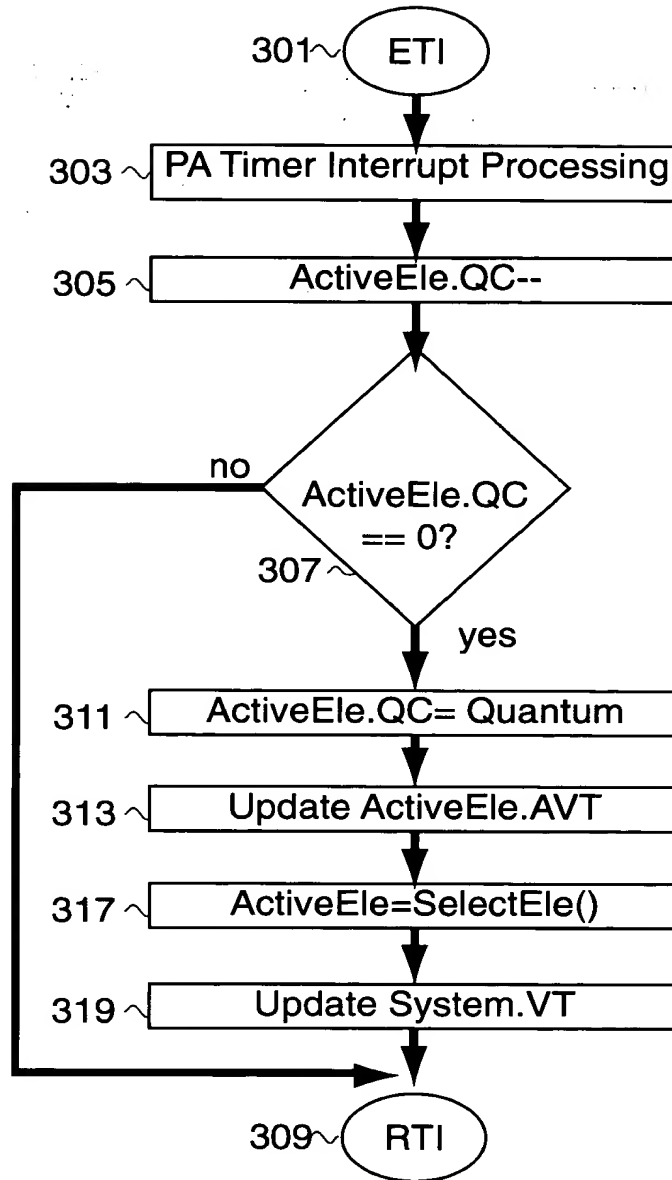 301 ETI
303 PA Timer Interrupt Processing
305 ActiveEle.QC--
no
ActiveEle.QC
== 0?
307
yes
311 ActiveEle.QC= Quantum
313 Update ActiveEle.AVT
317 ActiveEle=SelectEle()
319 Update System.VT
309 RTI